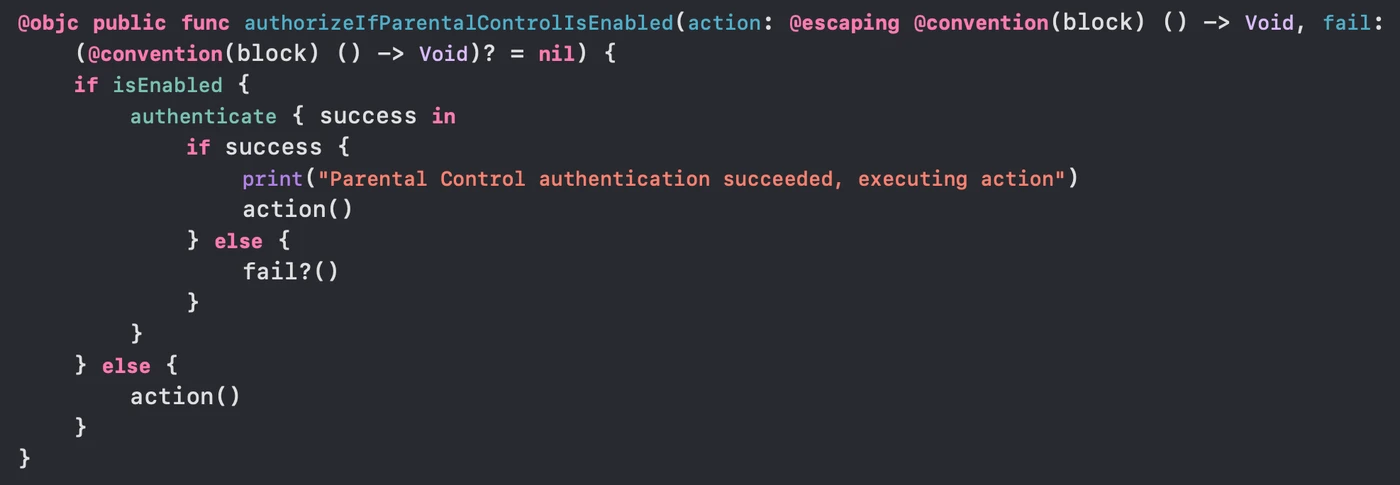 @objc public func authorizeIfParentalControlIsEnabled(action: @escaping @convention(block) () -> Void, fail:
(@convention(block) () -> Void)? = nil) {
if isEnabled {
authenticate { success in
if success {
print("Parental Control authentication succeeded, executing action")
action()
} else {
fail?()
}
}
} else {
action()
}
}